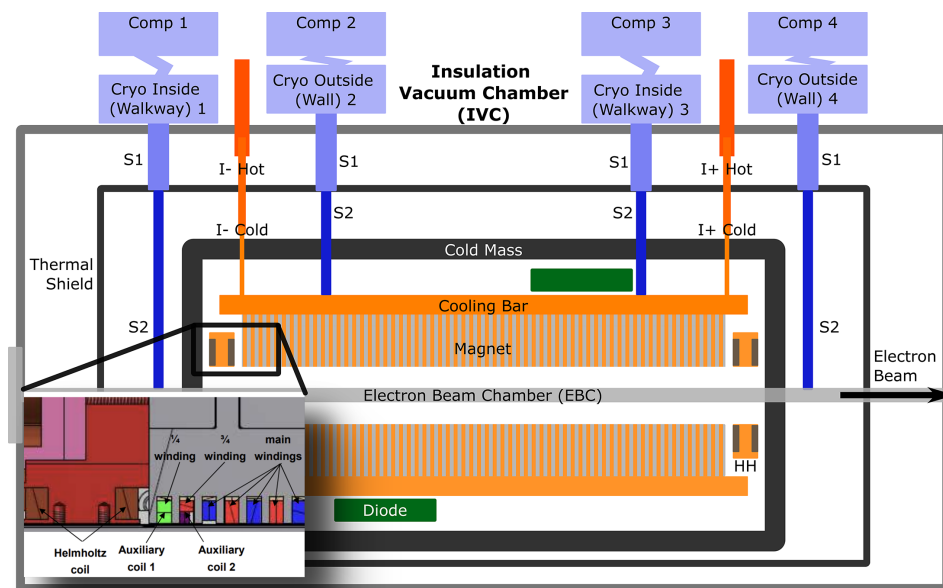 Comp 1
Comp 2
Comp 3
Comp 4
Cryo Inside
(Walkway) 1
Cryo Outside
(Wall) 2
Insulation
Vacuum Chamber
(IVC)
Cryo Inside
(Walkway) 3
Cryo Outside
(Wall) 4
S1
I- Hot
S1
S1
I+ Hot
S1
S2
S2
I- Cold
I+ Cold
Cold Mass
Thermal
Shield
Cooling Bar
S2
S2
Magnet
Electron
Beam
Electron Beam Chamber (EBC)
¼
winding
¾
winding
main
windings
HH
Diode
Helmholtz
coil
Auxiliary
coil 1
Auxiliary
coil 2